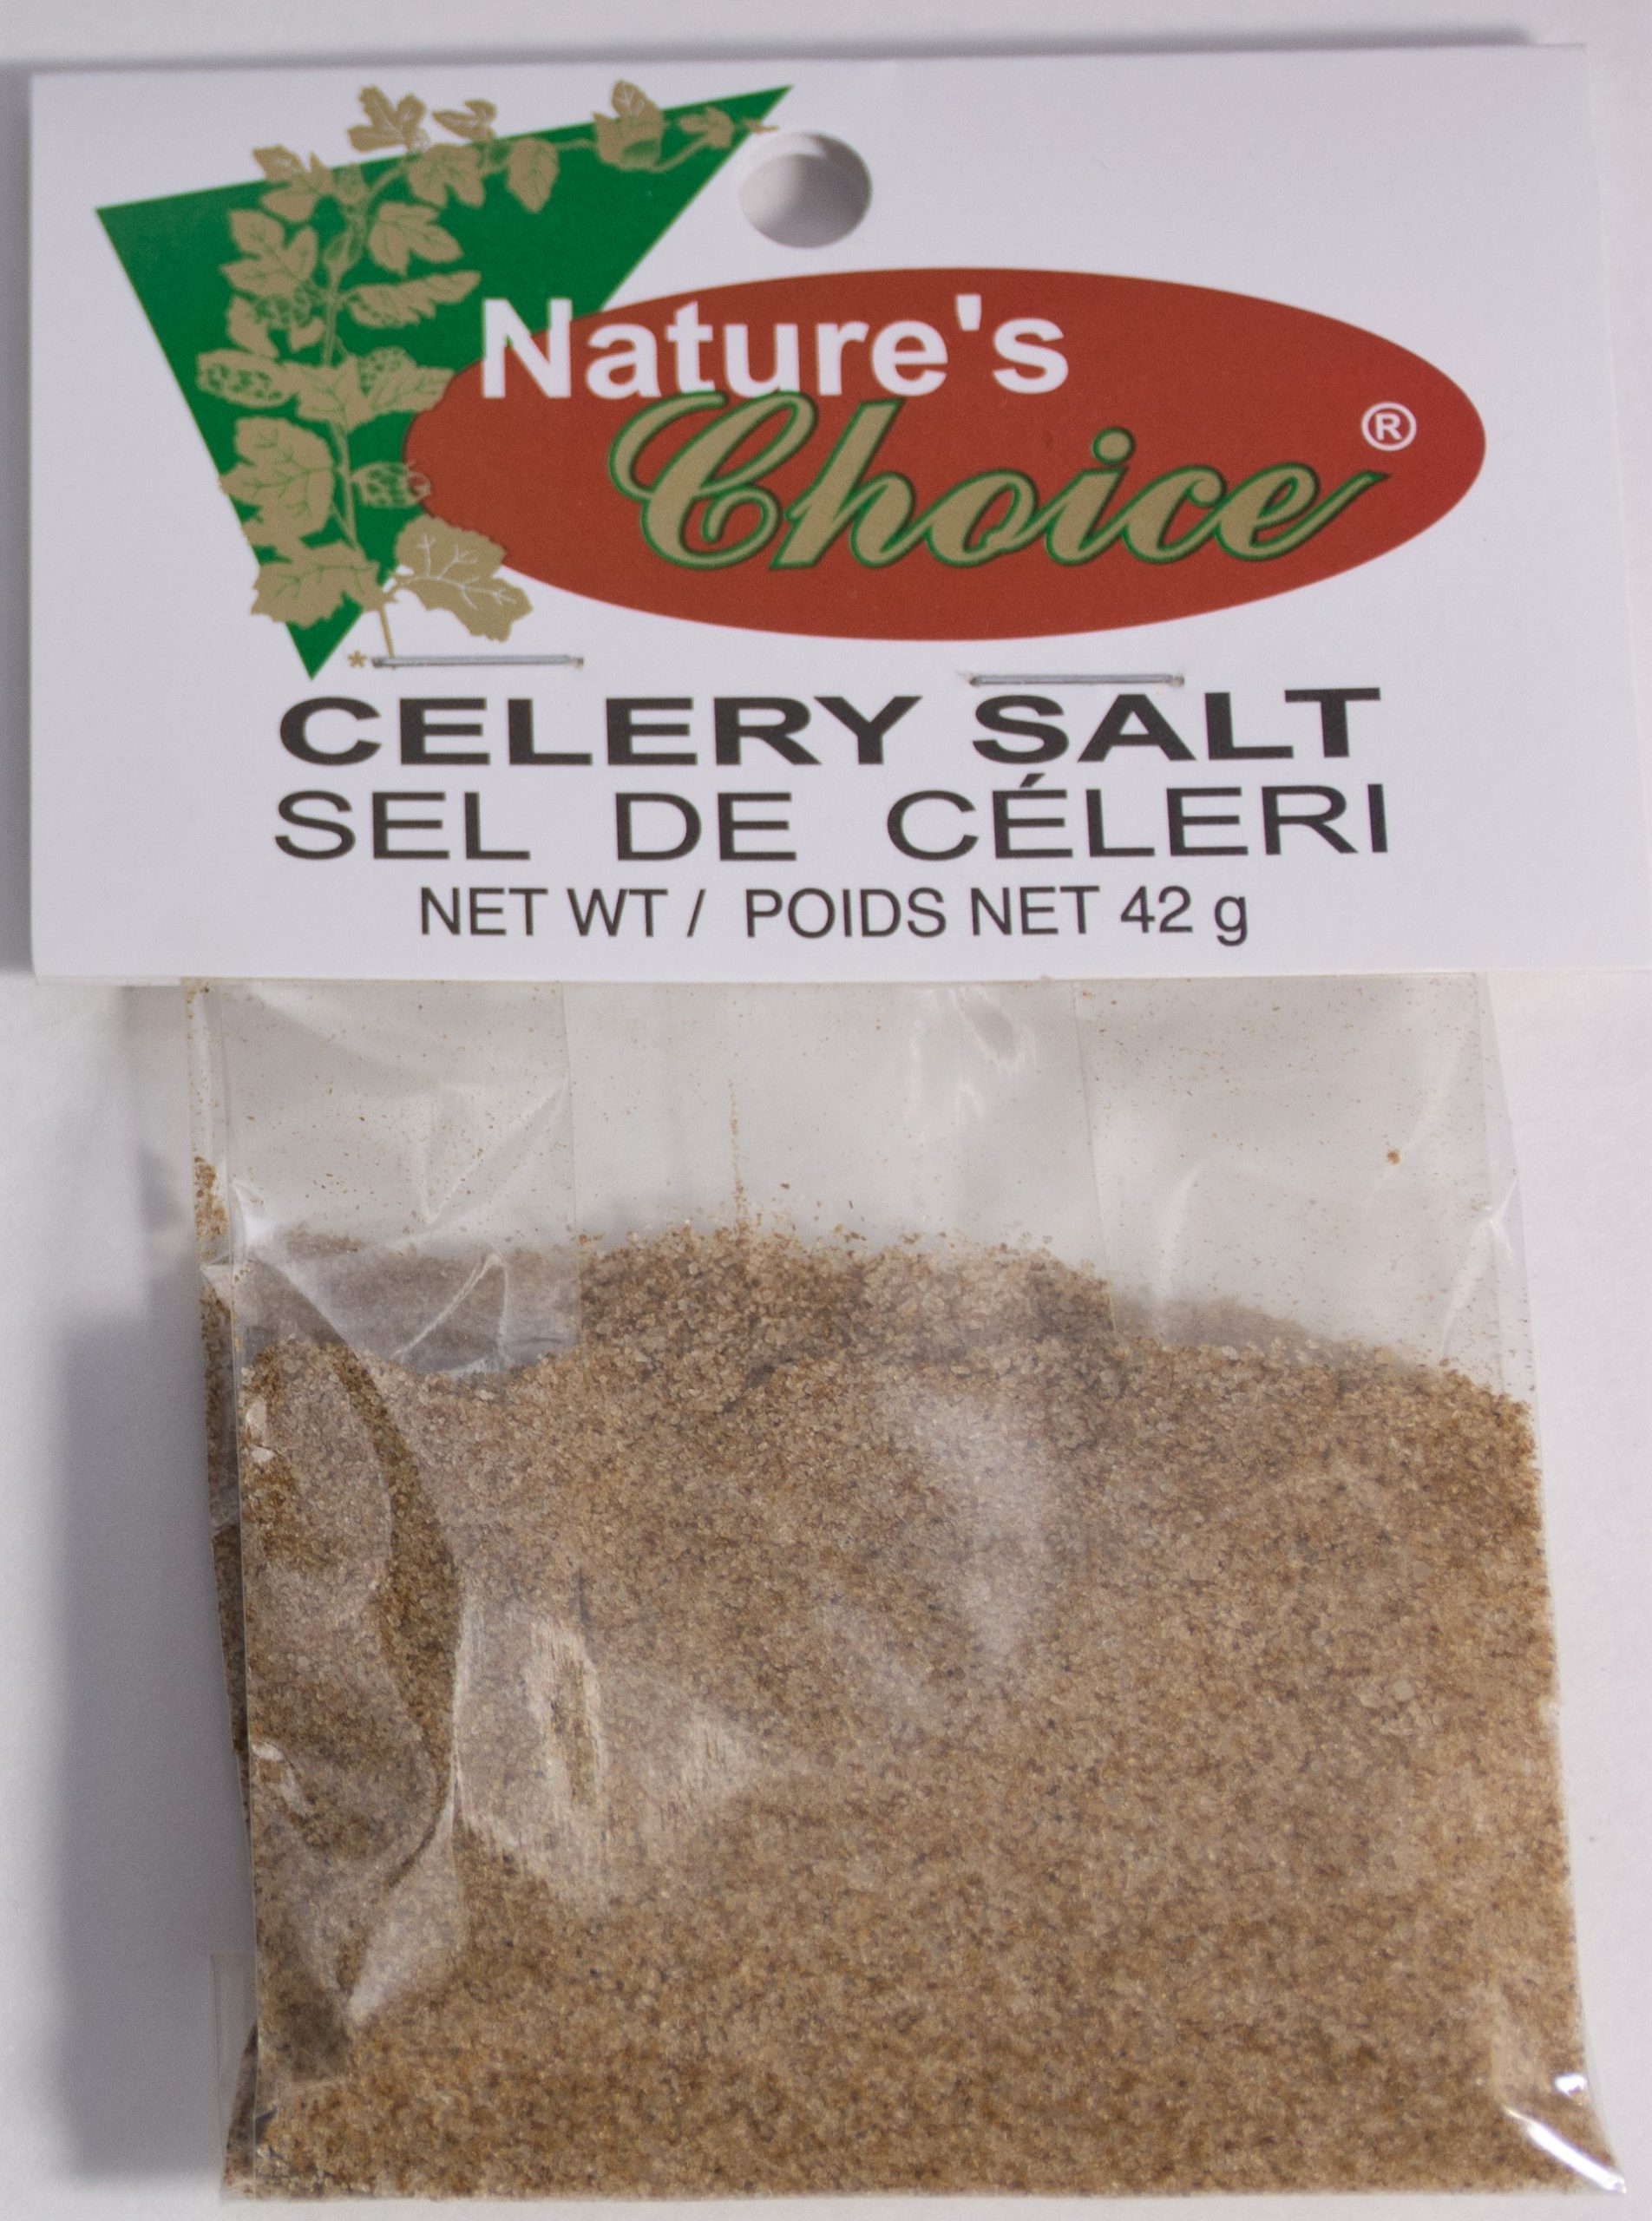 Nature's
Choice®
CELERY SALT
SEL DE CÉLERI
NET WT / POIDS NET 42 g